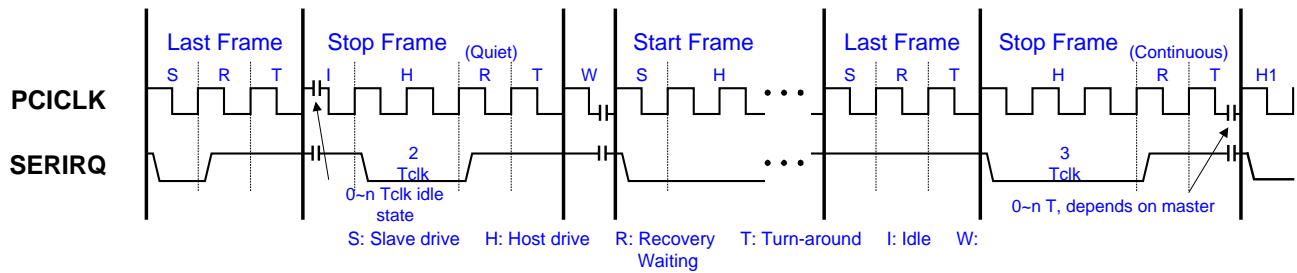 Last Frame Stop Frame (Quiet) Start Frame Last Frame Stop Frame (Continuous)
S R T I H R T W S H S R T H R T H1
PCICLK
SERIRQ
2
Tclk
3
Tclk
0~n Tclk idle
state
0~n T, depends on master
S: Slave drive H: Host drive R: Recovery T: Turn-around I: Idle W:
Waiting